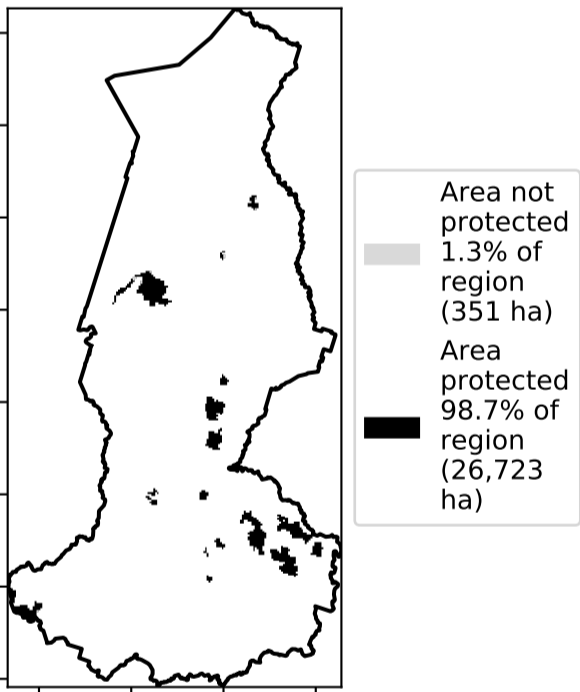 Area not
protected
1.3% of
region
(351 ha)
Area
protected
98.7% of
region
(26,723
ha)